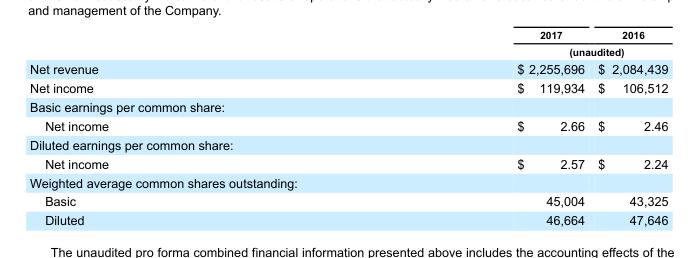 and management of the Company.
2017 2016
(unaudited)
Net revenue $ 2,255,696 $ 2,084,439
Net income $ 119,934 $ 106,512
Basic earnings per common share:
Net income $ 2.66 $ 2.46
Diluted earnings per common share:
Net income $ 2.57 $ 2.24
Weighted average common shares outstanding:
Basic 45,004 43,325
Diluted 46,664 47,646
The unaudited pro forma combined financial information presented above includes the accounting effects of the